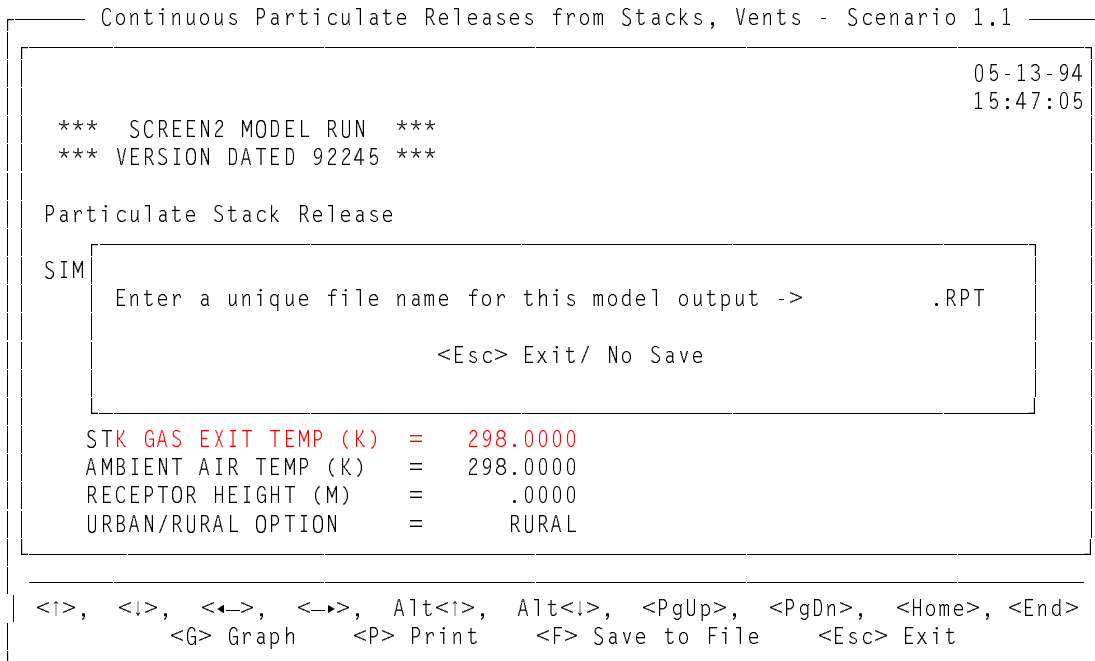 Continuous Particulate Releases from Stacks, Vents - Scenario 1.1
05-13-94
15:47:05
*** SCREEN2 MODEL RUN ***
*** VERSION DATED 92245 ***
Particulate Stack Release
SIM
Enter a unique file name for this model output -> .RPT
<Esc> Exit/ No Save
STK GAS EXIT TEMP (K) = 298.0000
AMBIENT AIR TEMP (K) = 298.0000
RECEPTOR HEIGHT (M) = .0000
URBAN/RURAL OPTION = RURAL
<↑>, <↓>, <←>, <→>, Alt<↑>, Alt<↓>, <PgUp>, <PgDn>, <Home>, <End>
<G> Graph <P> Print <F> Save to File <Esc> Exit